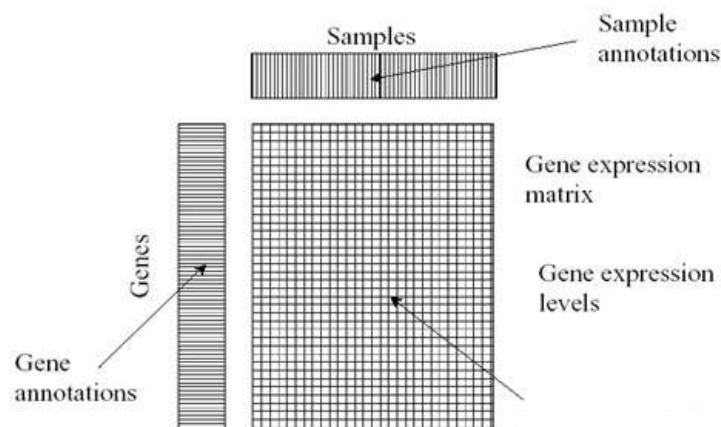 Samples
Sample
annotations
Gene expression
matrix
Genes
Gene expression
levels
Gene
annotations